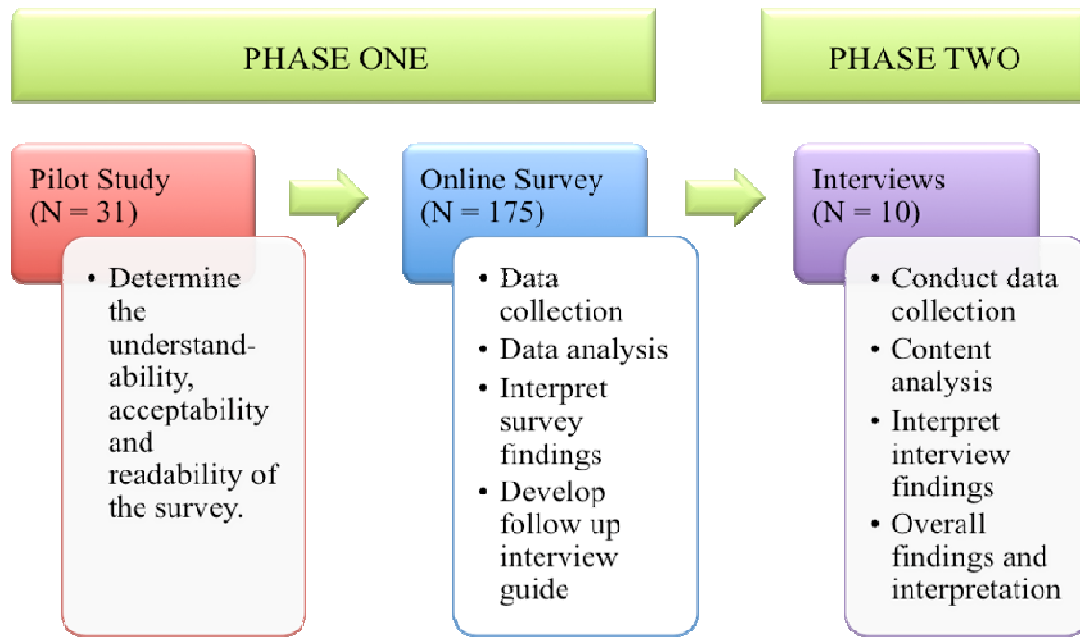 PHASE ONE
PHASE TWO
Pilot Study
(N = 31)
• Determine
the
understand-
ability,
acceptability
and
readability of
the survey.
Online Survey
(N = 175)
• Data
collection
• Data analysis
• Interpret
survey
findings
• Develop
follow up
interview
guide
Interviews
(N = 10)
• Conduct data
collection
• Content
analysis
• Interpret
interview
findings
• Overall
findings and
interpretation